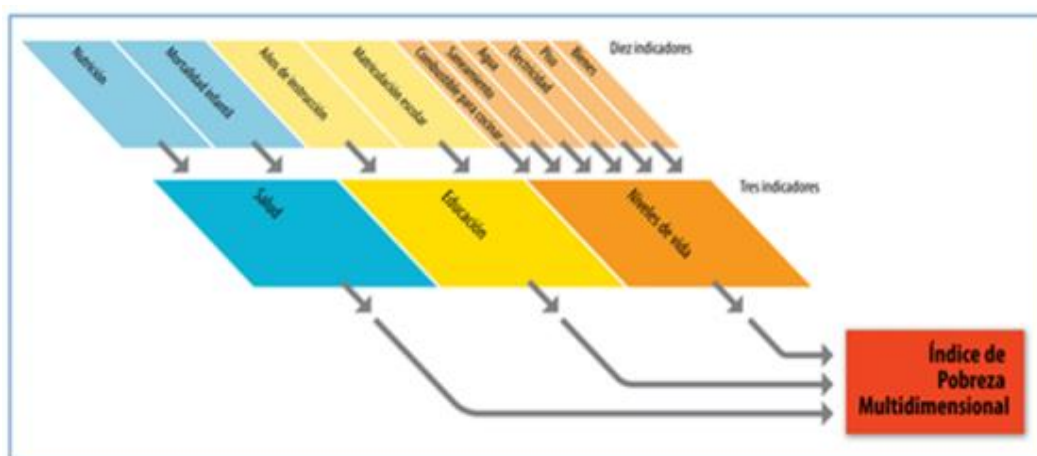 Diez indicadores
Nutrición
Mortalidad infantil
Años de instrucción
Matriculación escolar
Combustible para cocinar
Saneamiento
Agua
Electricidad
Piso
Bienes
Tres indicadores
Salud
Educación
Niveles de vida
Índice de
Pobreza
Multidimensional